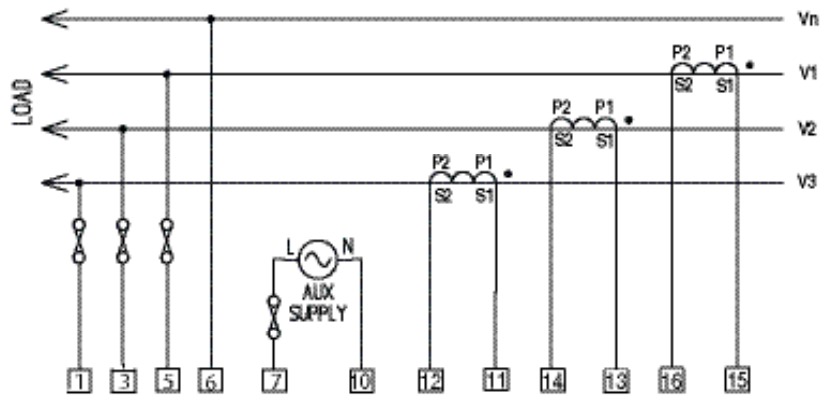 Vn
P2 P1
V1
S2 S1
LOAD
P2 P1
V2
S2 S1
P2 P1
V3
S2 S1
L N
AUX
SUPPLY
1 3 5 6 7 10 12 11 14 13 16 15